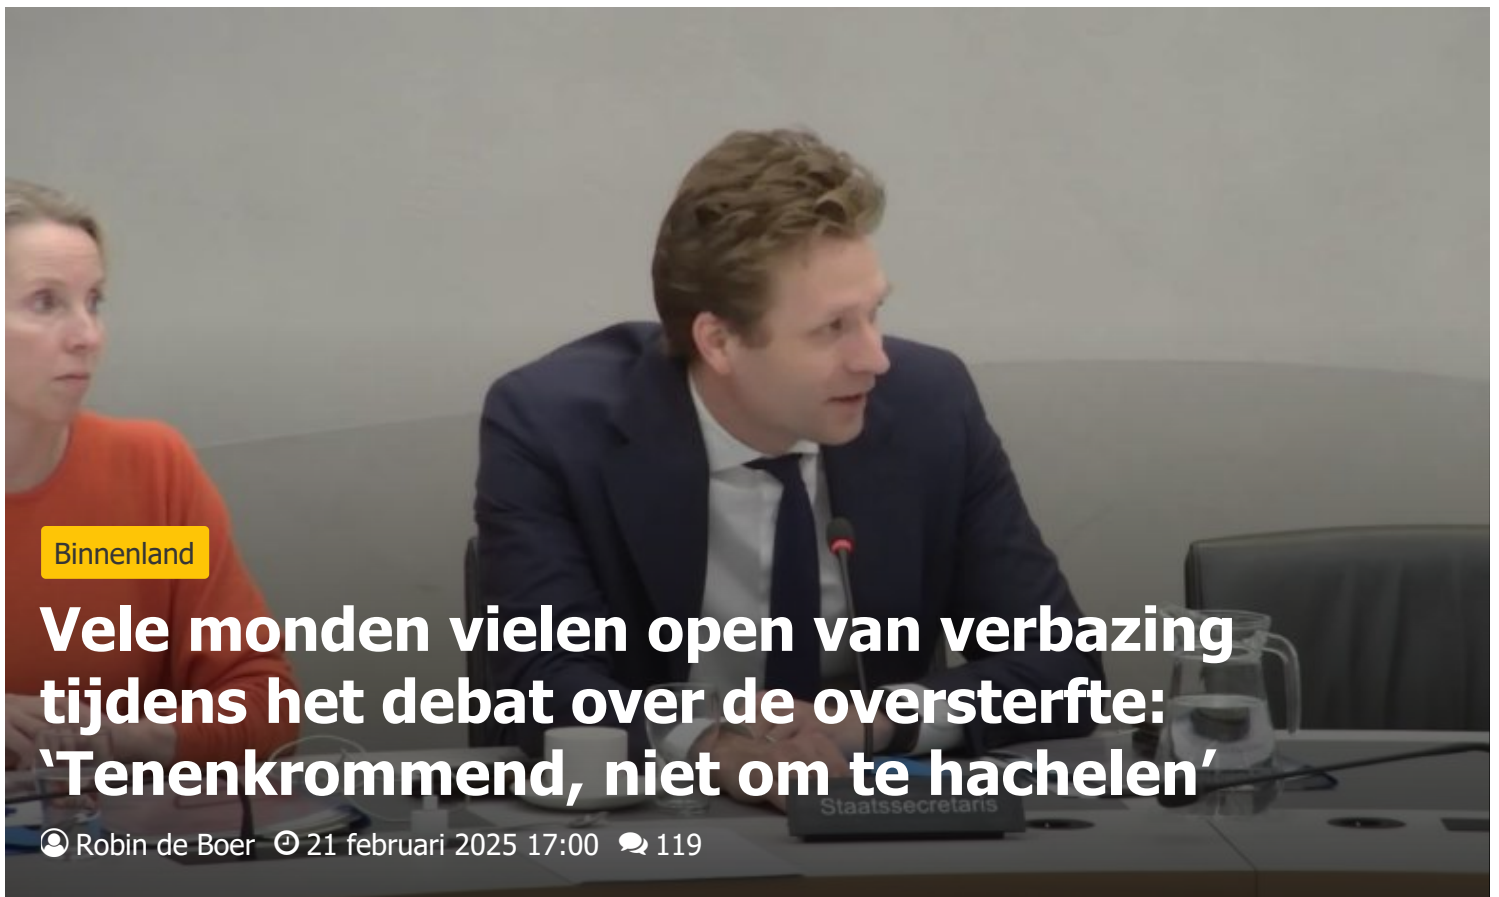 Binnenland
Vele monden vielen open van verbazing
tijdens het debat over de oversterfte:
‘Tenenkrommend, niet om te hachelen’
Robin de Boer 21 februari 2025 17:00 119
Staatssecretaris